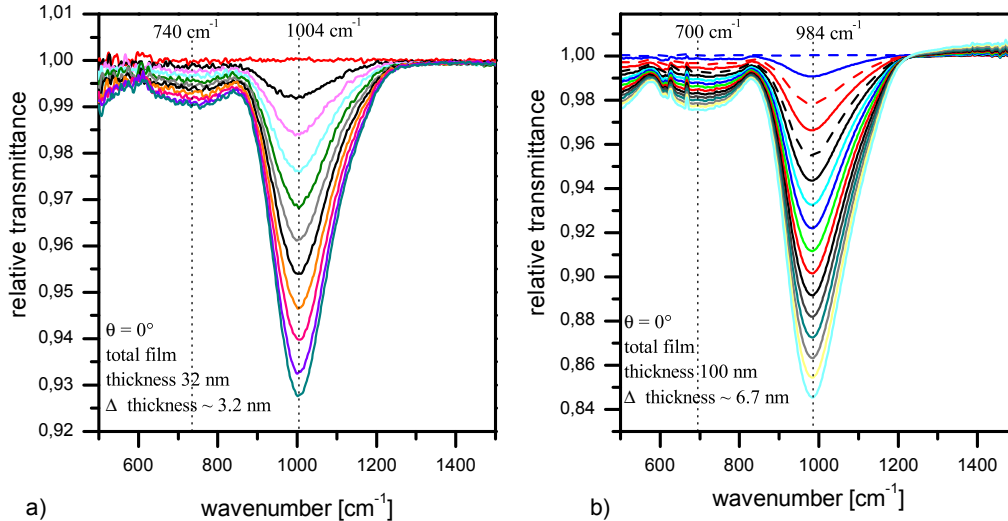 740 cm-1
1004 cm-1
1,01
1,00
0,99
0,98
0,97
0,96
0,95
0,94
0,93
0,92
relative transmittance
θ = 0°
total film
thickness 32 nm
Δ thickness ~ 3.2 nm
600 800 1000 1200 1400
wavenumber [cm-1]
a)
700 cm-1
984 cm-1
1,00
0,98
0,96
0,94
0,92
0,90
0,88
0,86
0,84
relative transmittance
θ = 0°
total film
thickness 100 nm
Δ thickness ~ 6.7 nm
600 800 1000 1200 1400
wavenumber [cm-1]
b)